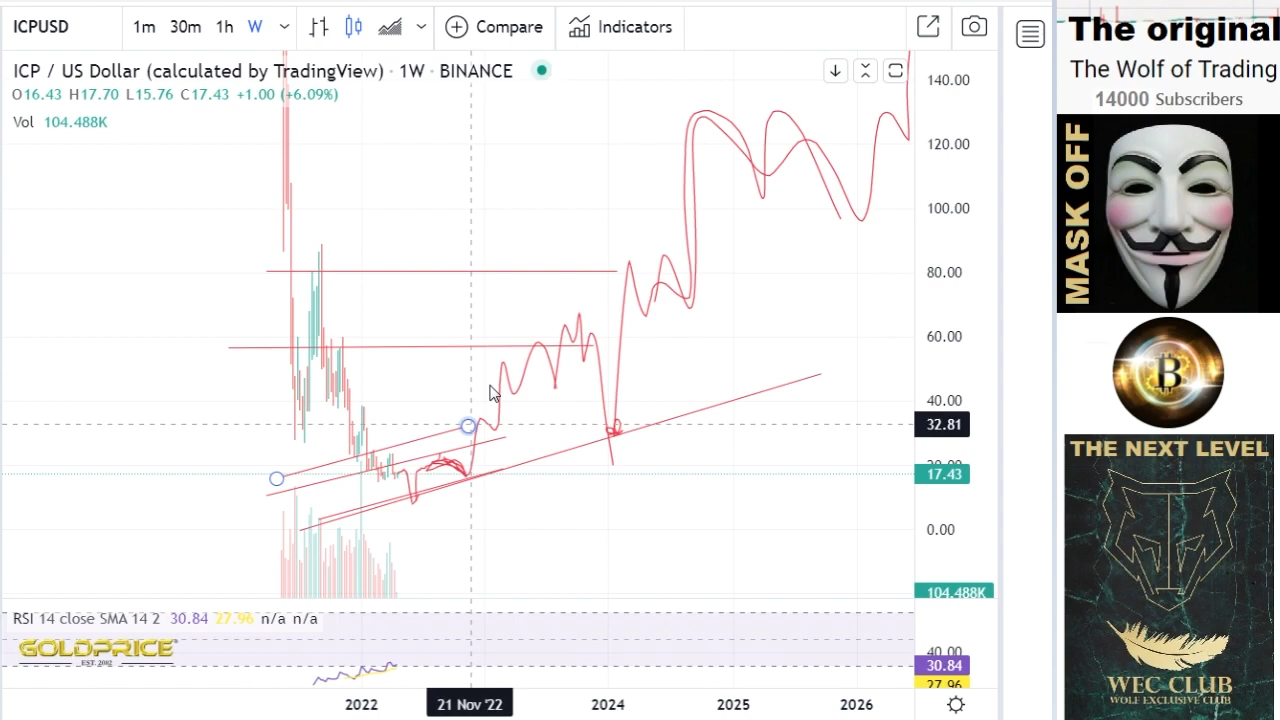 ICPUSD
1m 30m 1h W
Compare
Indicators
ICP / US Dollar (calculated by TradingView) · 1W · BINANCE
O16.43 H17.70 L15.76 C17.43 +1.00 (+6.09%)
Vol 104.488K
140.00
120.00
100.00
80.00
60.00
40.00
32.81
20.00
17.43
0.00
104.488K
RSI 14 close SMA 14 2 30.84 27.96 n/a n/a
GOLDPRICE
EST. 2002
40.00
30.84
27.96
2022
21 Nov '22
2024
2025
2026
The original
The Wolf of Trading
14000 Subscribers
MASK OFF
B
THE NEXT LEVEL
WEC CLUB
WOLF EXCLUSIVE CLUB